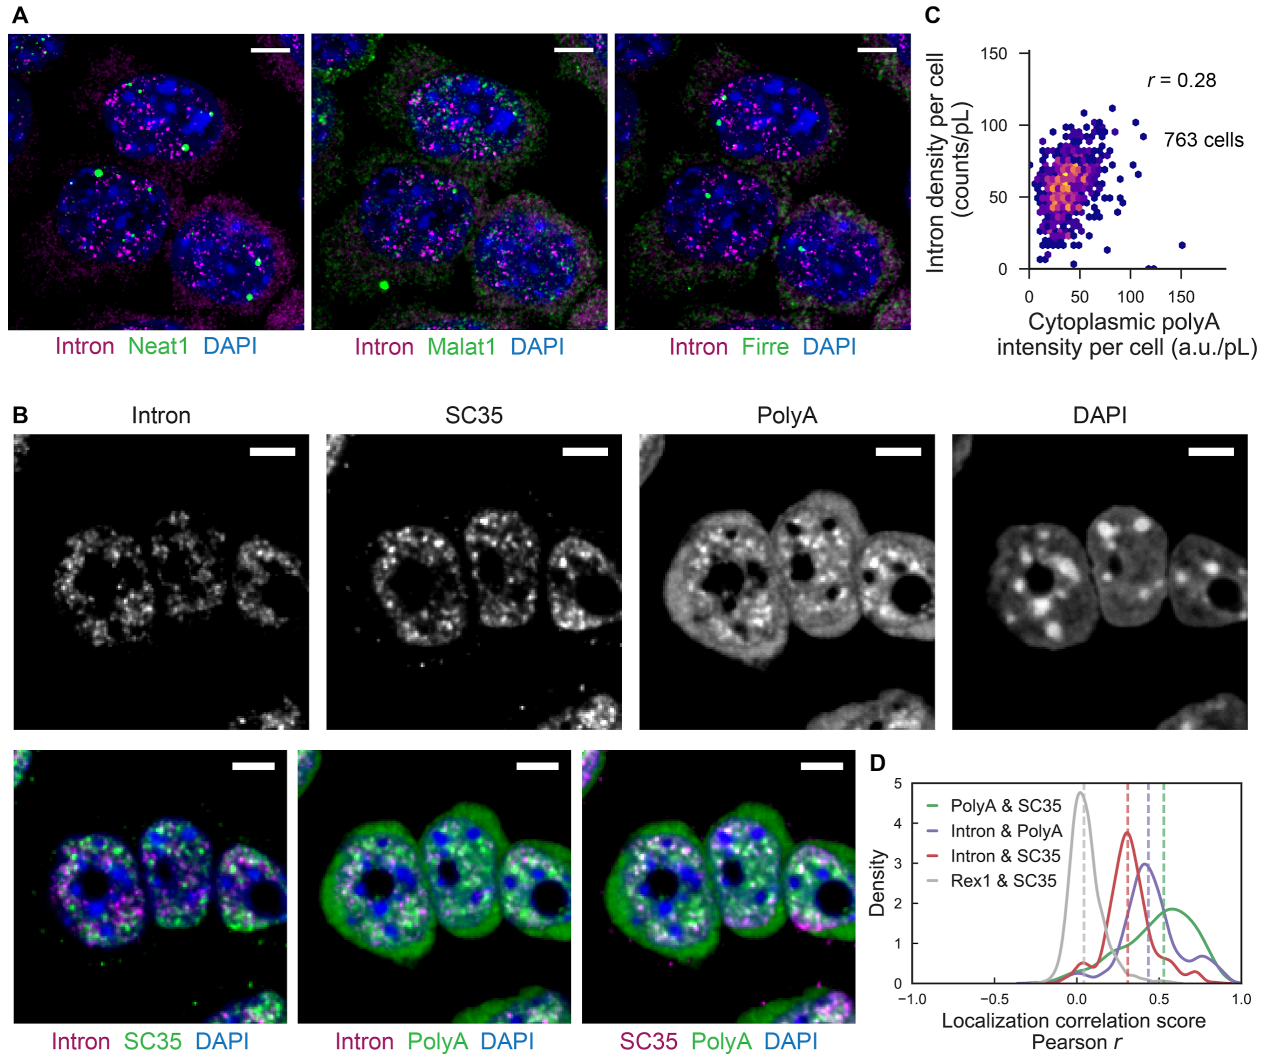 A
Intron Neat1 DAPI
Intron Malat1 DAPI
Intron Firre DAPI
C
Intron density per cell
(counts/pL)
150
100
50
0
r = 0.28
763 cells
0 50 100 150
Cytoplasmic polyA
intensity per cell (a.u./pL)
B
Intron
SC35
PolyA
DAPI
Intron SC35 DAPI
Intron PolyA DAPI
SC35 PolyA DAPI
D
Density
5
4
3
2
1
0
PolyA & SC35
Intron & PolyA
Intron & SC35
Rex1 & SC35
−1.0 −0.5 0.0 0.5 1.0
Localization correlation score
Pearson r